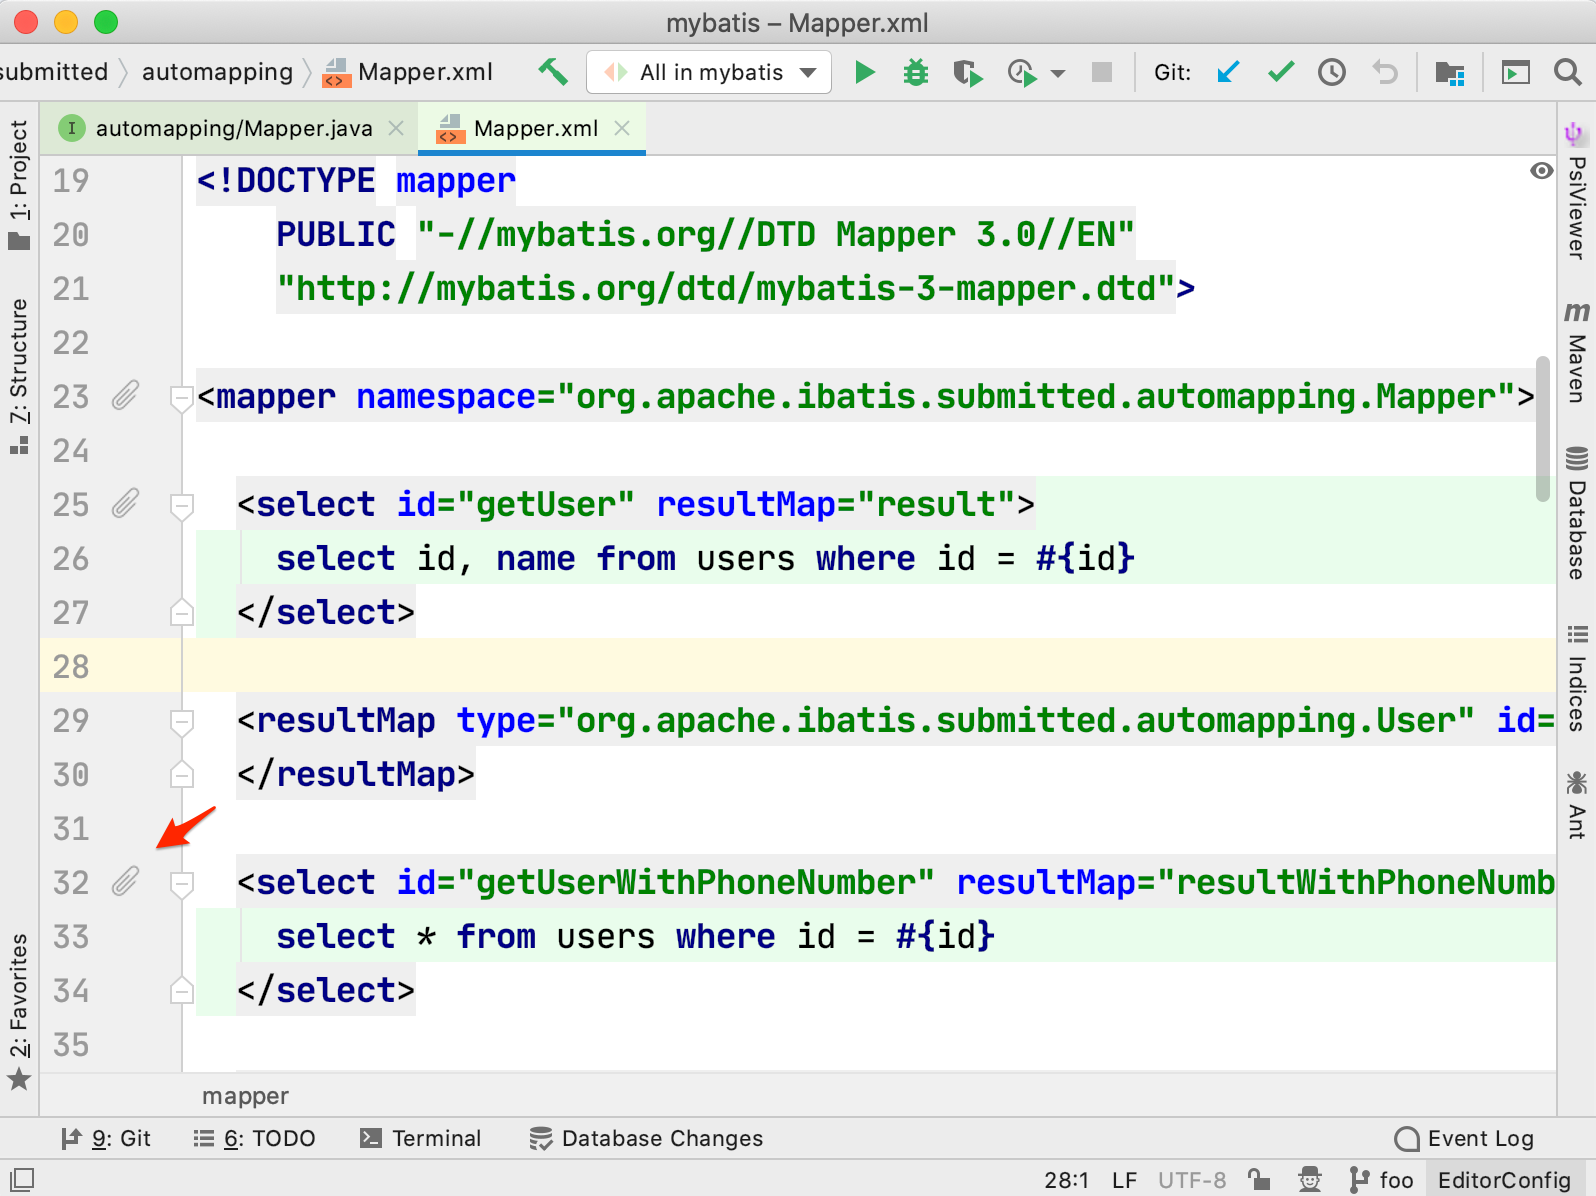 mybatis – Mapper.xml
submitted automapping Mapper.xml All in mybatis Git:
automapping/Mapper.java Mapper.xml
1: Project
7: Structure
2: Favorites
19 <!DOCTYPE mapper
20 PUBLIC "-//mybatis.org//DTD Mapper 3.0//EN"
21 "http://mybatis.org/dtd/mybatis-3-mapper.dtd">
22
23 <mapper namespace="org.apache.ibatis.submitted.automapping.Mapper">
24
25 <select id="getUser" resultMap="result">
26 select id, name from users where id = #{id}
27 </select>
28
29 <resultMap type="org.apache.ibatis.submitted.automapping.User" id=
30 </resultMap>
31
32 <select id="getUserWithPhoneNumber" resultMap="resultWithPhoneNumb
33 select * from users where id = #{id}
34 </select>
35
PsiViewer
m Maven
Database
Indices
Ant
mapper
9: Git 6: TODO Terminal Database Changes Event Log
28:1 LF UTF-8 foo EditorConfig